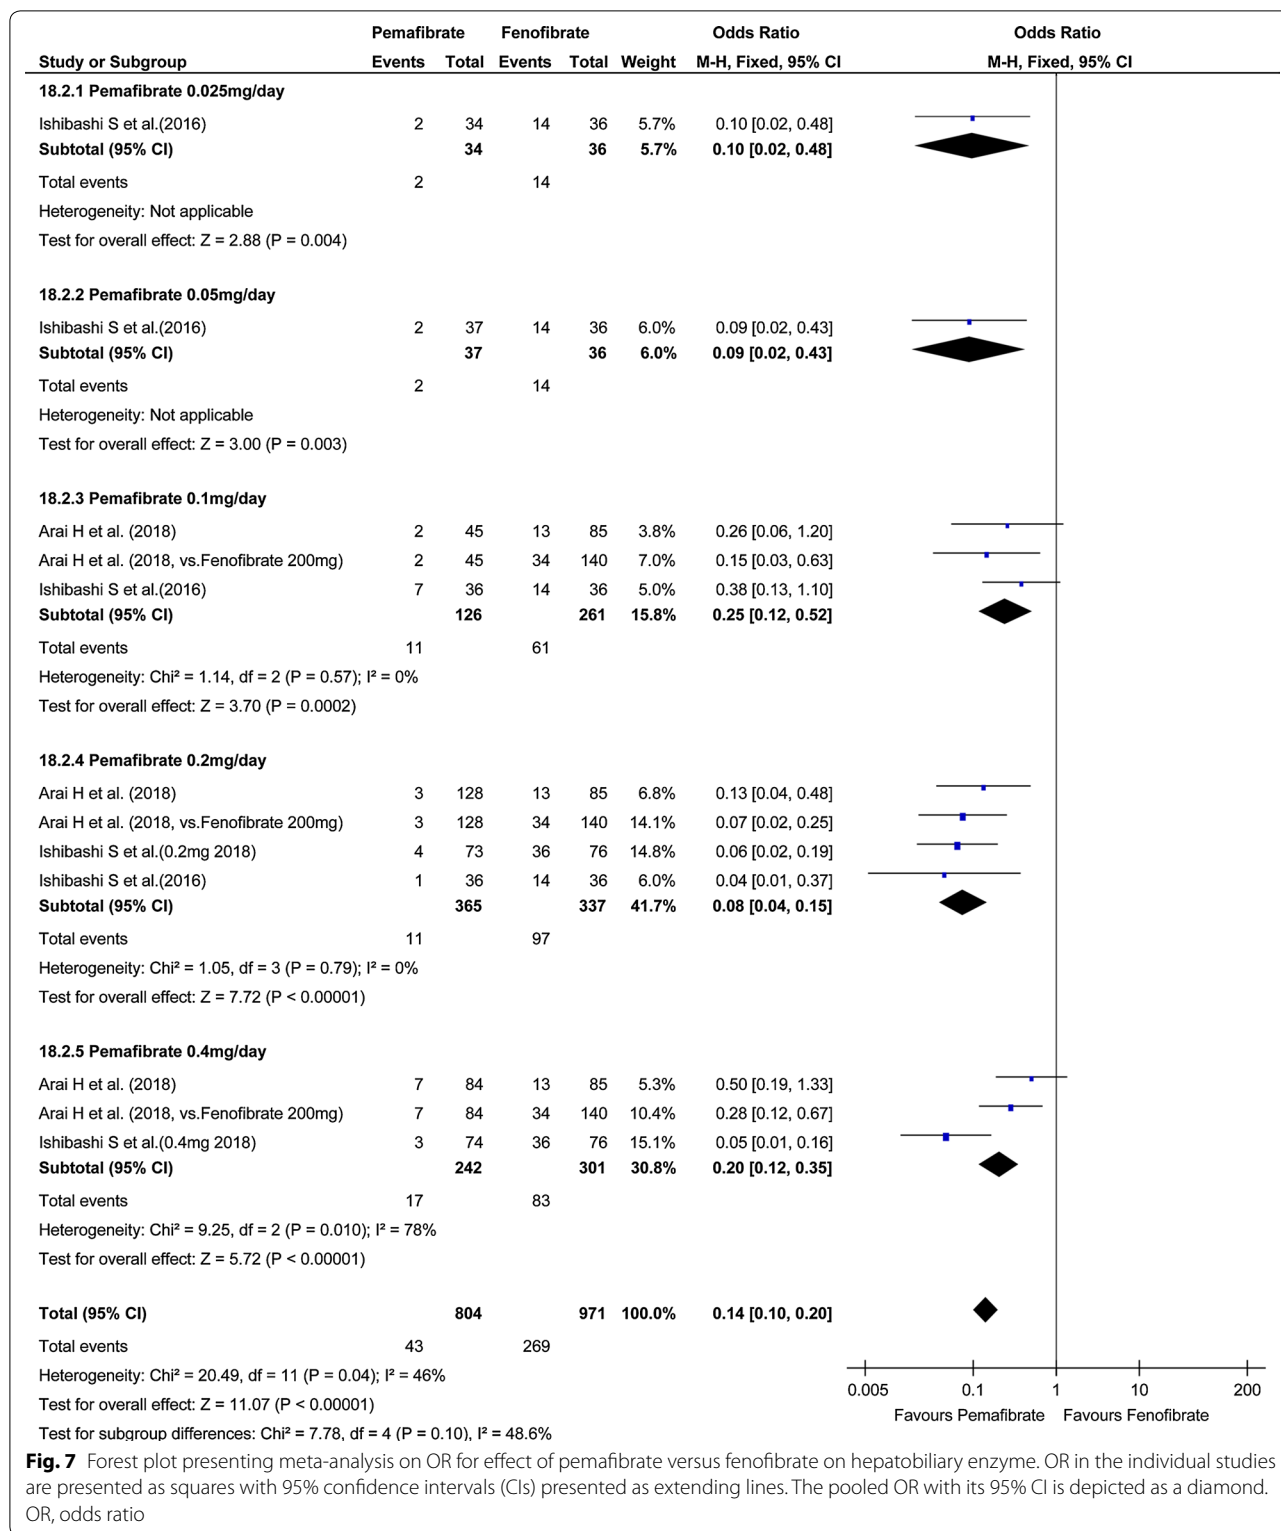 Pemafibrate Fenofibrate Odds Ratio Odds Ratio
Study or Subgroup Events Total Events Total Weight M-H, Fixed, 95% CI M-H, Fixed, 95% CI
18.2.1 Pemafibrate 0.025mg/day
Ishibashi S et al.(2016) 2 34 14 36 5.7% 0.10 [0.02, 0.48]
Subtotal (95% CI) 34 36 5.7% 0.10 [0.02, 0.48]
Total events 2 14
Heterogeneity: Not applicable
Test for overall effect: Z = 2.88 (P = 0.004)
18.2.2 Pemafibrate 0.05mg/day
Ishibashi S et al.(2016) 2 37 14 36 6.0% 0.09 [0.02, 0.43]
Subtotal (95% CI) 37 36 6.0% 0.09 [0.02, 0.43]
Total events 2 14
Heterogeneity: Not applicable
Test for overall effect: Z = 3.00 (P = 0.003)
18.2.3 Pemafibrate 0.1mg/day
Arai H et al. (2018) 2 45 13 85 3.8% 0.26 [0.06, 1.20]
Arai H et al. (2018, vs.Fenofibrate 200mg) 2 45 34 140 7.0% 0.15 [0.03, 0.63]
Ishibashi S et al.(2016) 7 36 14 36 5.0% 0.38 [0.13, 1.10]
Subtotal (95% CI) 126 261 15.8% 0.25 [0.12, 0.52]
Total events 11 61
Heterogeneity: Chi² = 1.14, df = 2 (P = 0.57); I² = 0%
Test for overall effect: Z = 3.70 (P = 0.0002)
18.2.4 Pemafibrate 0.2mg/day
Arai H et al. (2018) 3 128 13 85 6.8% 0.13 [0.04, 0.48]
Arai H et al. (2018, vs.Fenofibrate 200mg) 3 128 34 140 14.1% 0.07 [0.02, 0.25]
Ishibashi S et al.(0.2mg 2018) 4 73 36 76 14.8% 0.06 [0.02, 0.19]
Ishibashi S et al.(2016) 1 36 14 36 6.0% 0.04 [0.01, 0.37]
Subtotal (95% CI) 365 337 41.7% 0.08 [0.04, 0.15]
Total events 11 97
Heterogeneity: Chi² = 1.05, df = 3 (P = 0.79); I² = 0%
Test for overall effect: Z = 7.72 (P < 0.00001)
18.2.5 Pemafibrate 0.4mg/day
Arai H et al. (2018) 7 84 13 85 5.3% 0.50 [0.19, 1.33]
Arai H et al. (2018, vs.Fenofibrate 200mg) 7 84 34 140 10.4% 0.28 [0.12, 0.67]
Ishibashi S et al.(0.4mg 2018) 3 74 36 76 15.1% 0.05 [0.01, 0.16]
Subtotal (95% CI) 242 301 30.8% 0.20 [0.12, 0.35]
Total events 17 83
Heterogeneity: Chi² = 9.25, df = 2 (P = 0.010); I² = 78%
Test for overall effect: Z = 5.72 (P < 0.00001)
Total (95% CI) 804 971 100.0% 0.14 [0.10, 0.20]
Total events 43 269
Heterogeneity: Chi² = 20.49, df = 11 (P = 0.04); I² = 46%
0.005 0.1 1 10 200
Test for overall effect: Z = 11.07 (P < 0.00001)
Favours Pemafibrate Favours Fenofibrate
Test for subgroup differences: Chi² = 7.78, df = 4 (P = 0.10), I² = 48.6%
Fig. 7 Forest plot presenting meta-analysis on OR for effect of pemafibrate versus fenofibrate on hepatobiliary enzyme. OR in the individual studies
are presented as squares with 95% confidence intervals (CIs) presented as extending lines. The pooled OR with its 95% CI is depicted as a diamond.
OR, odds ratio